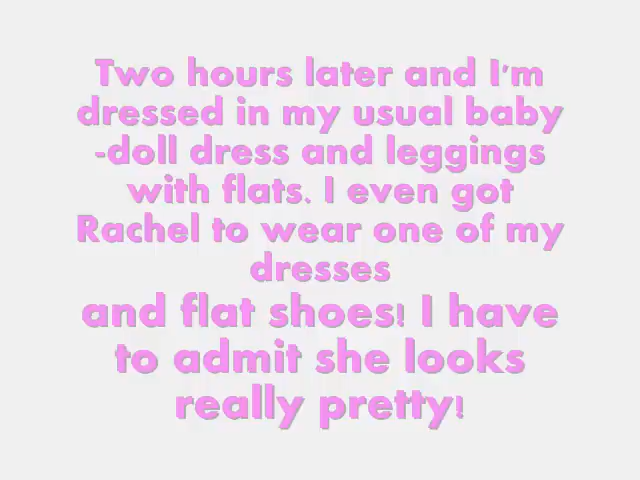 Two hours later and I'm
dressed in my usual baby
-doll dress and leggings
with flats. I even got
Rachel to wear one of my
dresses
and flat shoes! I have
to admit she looks
really pretty!